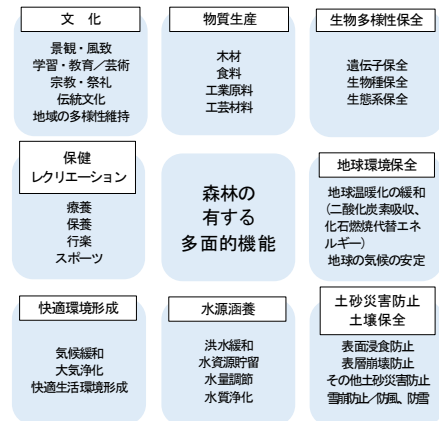 文 化
景観・風致
学習・教育／芸術
宗教・祭礼
伝統文化
地域の多様性維持
物質生産
木材
食料
工業原料
工芸材料
生物多様性保全
遺伝子保全
生物種保全
生態系保全
保健
レクリエーション
療養
保養
行楽
スポーツ
森林の
有する
多面的機能
地球環境保全
地球温暖化の緩和
（二酸化炭素吸収、
化石燃焼代替エネ
ルギー）
地球の気候の安定
快適環境形成
気候緩和
大気浄化
快適生活環境形成
水源涵養
洪水緩和
水資源貯留
水量調節
水質浄化
土砂災害防止
土壌保全
表面浸食防止
表層崩壊防止
その他土砂災害防止
雪崩防止／防風、防雪